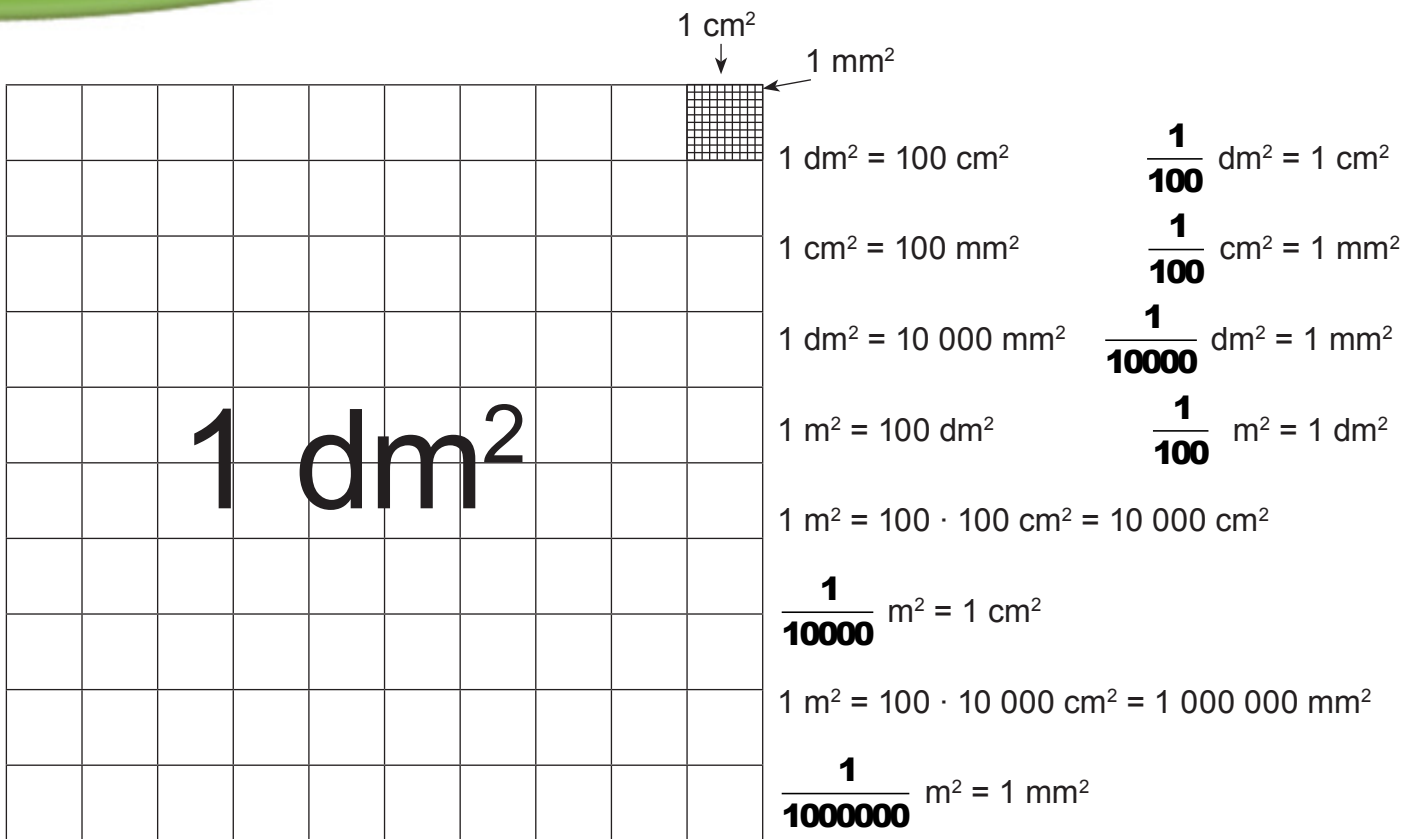 1 cm²
1 mm²
1 dm²
1 dm² = 100 cm² 1/100 dm² = 1 cm²
1 cm² = 100 mm² 1/100 cm² = 1 mm²
1 dm² = 10 000 mm² 1/10000 dm² = 1 mm²
1 m² = 100 dm² 1/100 m² = 1 dm²
1 m² = 100 · 100 cm² = 10 000 cm²
1/10000 m² = 1 cm²
1 m² = 100 · 10 000 cm² = 1 000 000 mm²
1/1000000 m² = 1 mm²